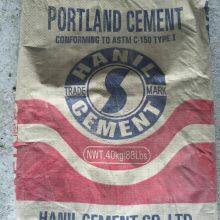 PORTLAND CEMENT
CONFORMING TO ASTM C-150 TYPE I
HANIL
TRADE MARK
S
CEMENT
NWT. 40kg/88Lbs
HANIL CEMENT CO., LTD